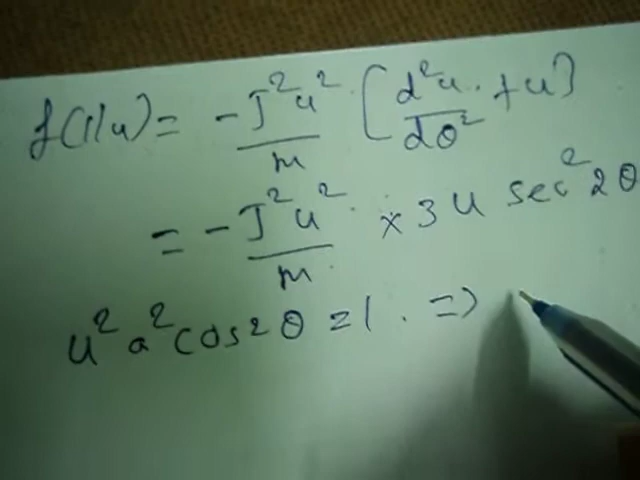 f(1/u) = -J²u²/m [d²u/dθ² + u]
= -J²u²/m × 3u sec²2θ
u²a²cos2θ = 1. ⇒